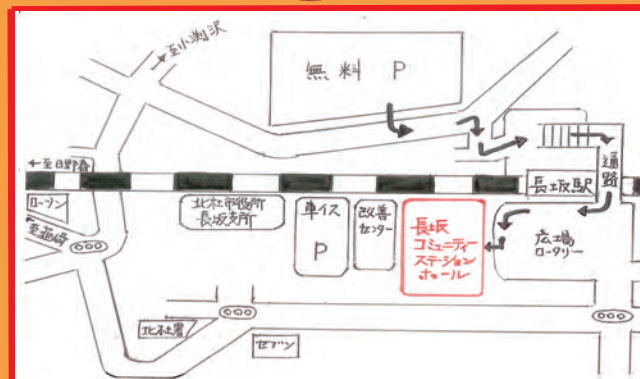 →至小淵沢
無料 P
通路
←至日野春
長坂駅
ローソン
北杜市役所
長坂支所
車イス
P
改善
センター
長坂
コミュニティー
ステーション
ホール
広場
ロータリー
至韮崎
北杜署
セブン